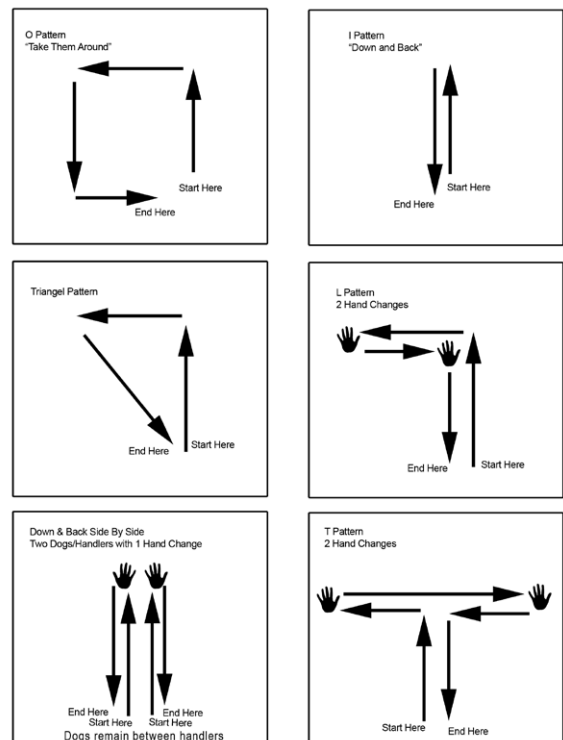 O Pattern
"Take Them Around"
Start Here
End Here
I Pattern
"Down and Back"
Start Here
End Here
Triangel Pattern
End Here
Start Here
L Pattern
2 Hand Changes
End Here
Start Here
Down & Back Side By Side
Two Dogs/Handlers with 1 Hand Change
End Here
End Here
Start Here
Start Here
Dogs remain between handlers
T Pattern
2 Hand Changes
Start Here
End Here